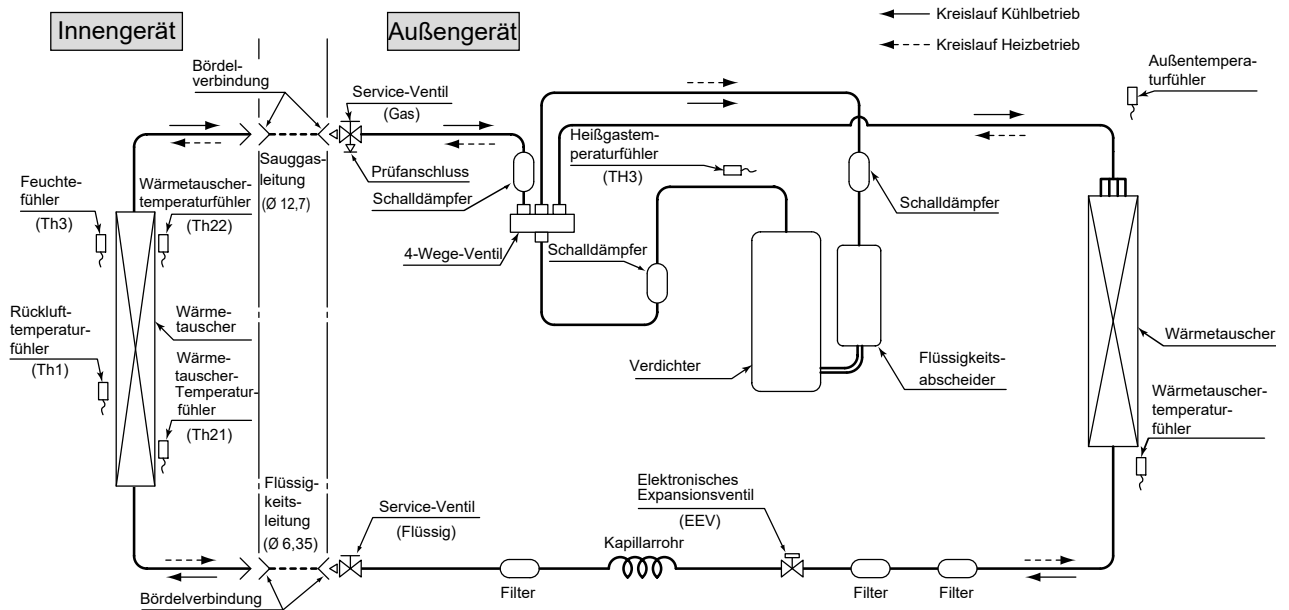 Innengerät
Außengerät
Kreislauf Kühlbetrieb
Kreislauf Heizbetrieb
Bördel-
verbindung
Service-Ventil
(Gas)
Außentempera-
turfühler
Heißgastem-
peraturfühler
(TH3)
Sauggas-
leitung
(Ø 12,7)
Prüfanschluss
Schalldämpfer
Feuchte-
fühler
(Th3)
Wärmetauscher-
temperaturfühler
(Th22)
Schalldämpfer
4-Wege-Ventil
Schalldämpfer
Rückluft-
temperatur-
fühler
(Th1)
Wärme-
tauscher
Wärme-
tauscher-
Temperatur-
fühler
(Th21)
Verdichter
Flüssigkeits-
abscheider
Wärmetauscher
Wärmetauscher-
temperatur-
fühler
Flüssig-
keits-
leitung
(Ø 6,35)
Service-Ventil
(Flüssig)
Elektronisches
Expansionsventil
(EEV)
Kapillarrohr
Bördelverbindung
Filter
Filter
Filter